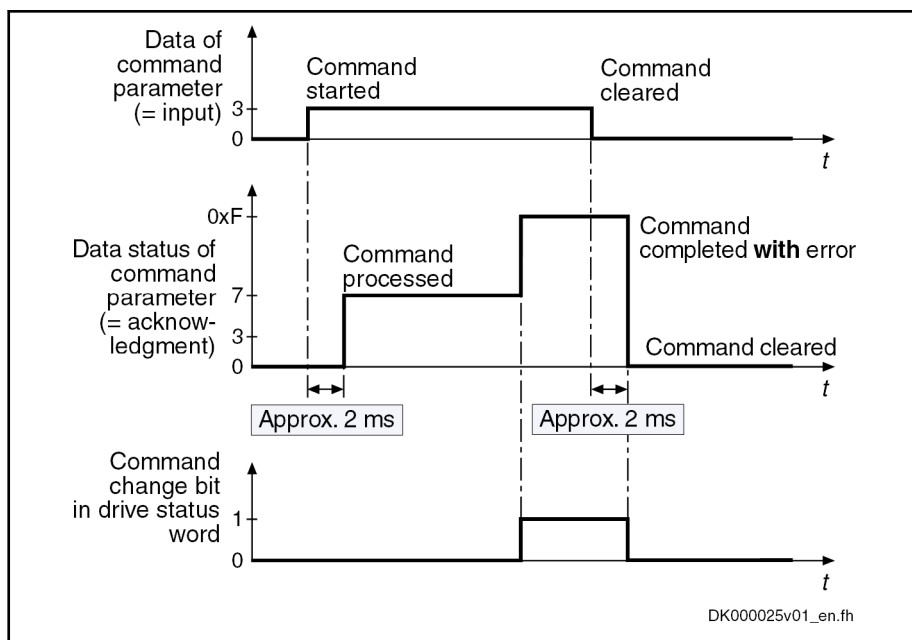 Data of
command
parameter
(= input)
Command
started
Command
cleared
3
0
t
Data status of
command
parameter
(= acknow-
ledgment)
0xF
7
3
0
Command
processed
Command
completed with error
Command cleared
t
Approx. 2 ms
Approx. 2 ms
Command
change bit
in drive status
word
1
0
t
DK000025v01_en.fh